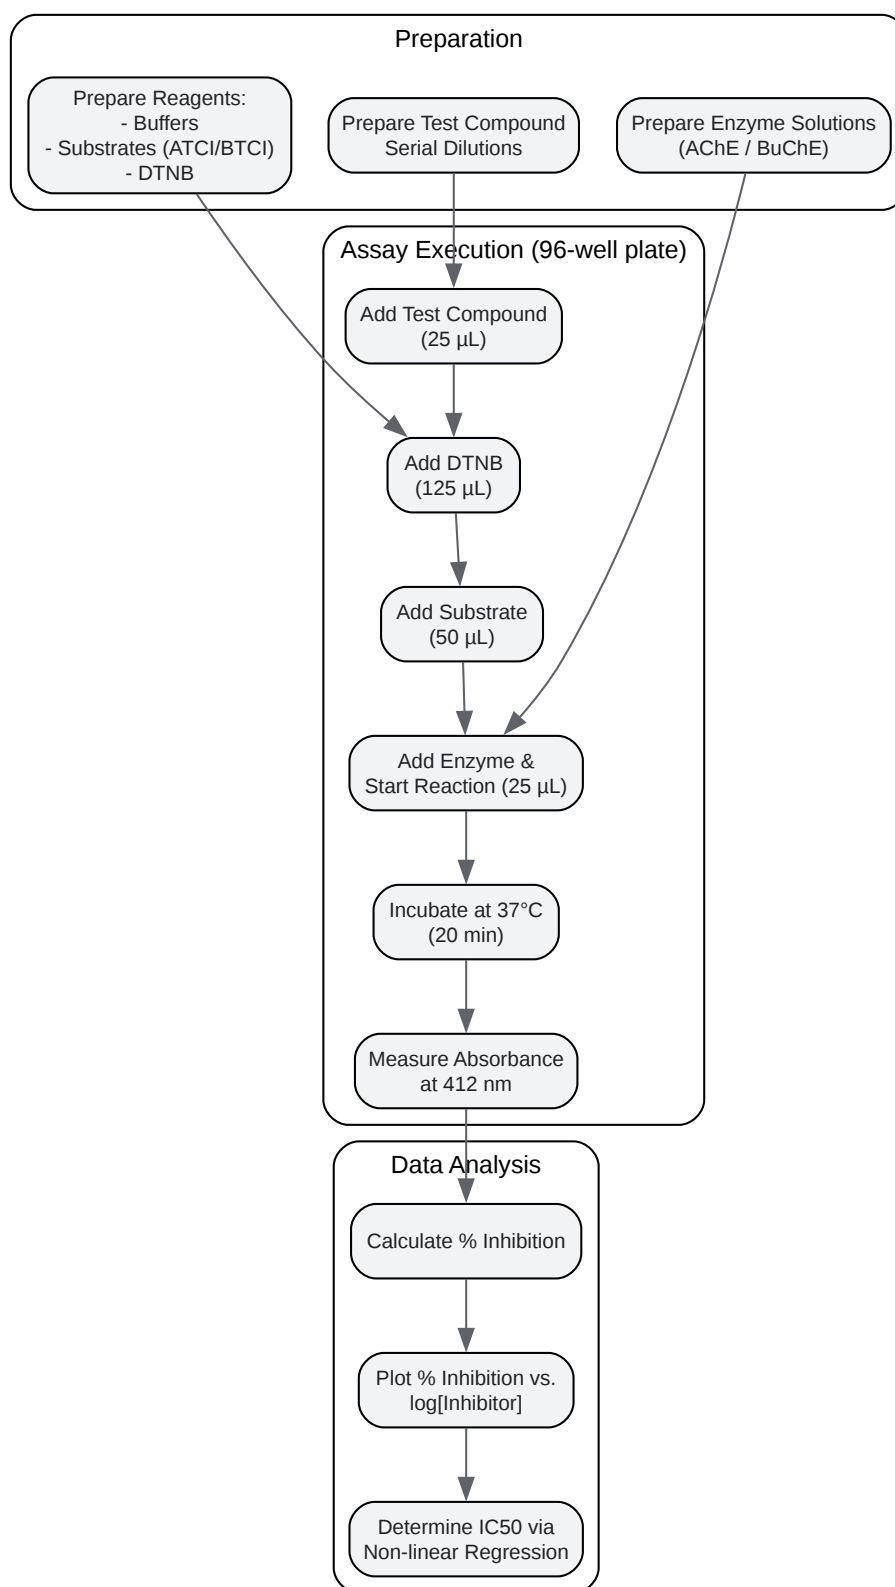 Preparation
Prepare Reagents:
- Buffers
- Substrates (ATCI/BTCI)
- DTNB
Prepare Test Compound
Serial Dilutions
Prepare Enzyme Solutions
(AChE / BuChE)
Assay Execution (96-well plate)
Add Test Compound
(25 µL)
Add DTNB
(125 µL)
Add Substrate
(50 µL)
Add Enzyme &
Start Reaction (25 µL)
Incubate at 37°C
(20 min)
Measure Absorbance
at 412 nm
Data Analysis
Calculate % Inhibition
Plot % Inhibition vs.
log[Inhibitor]
Determine IC50 via
Non-linear Regression